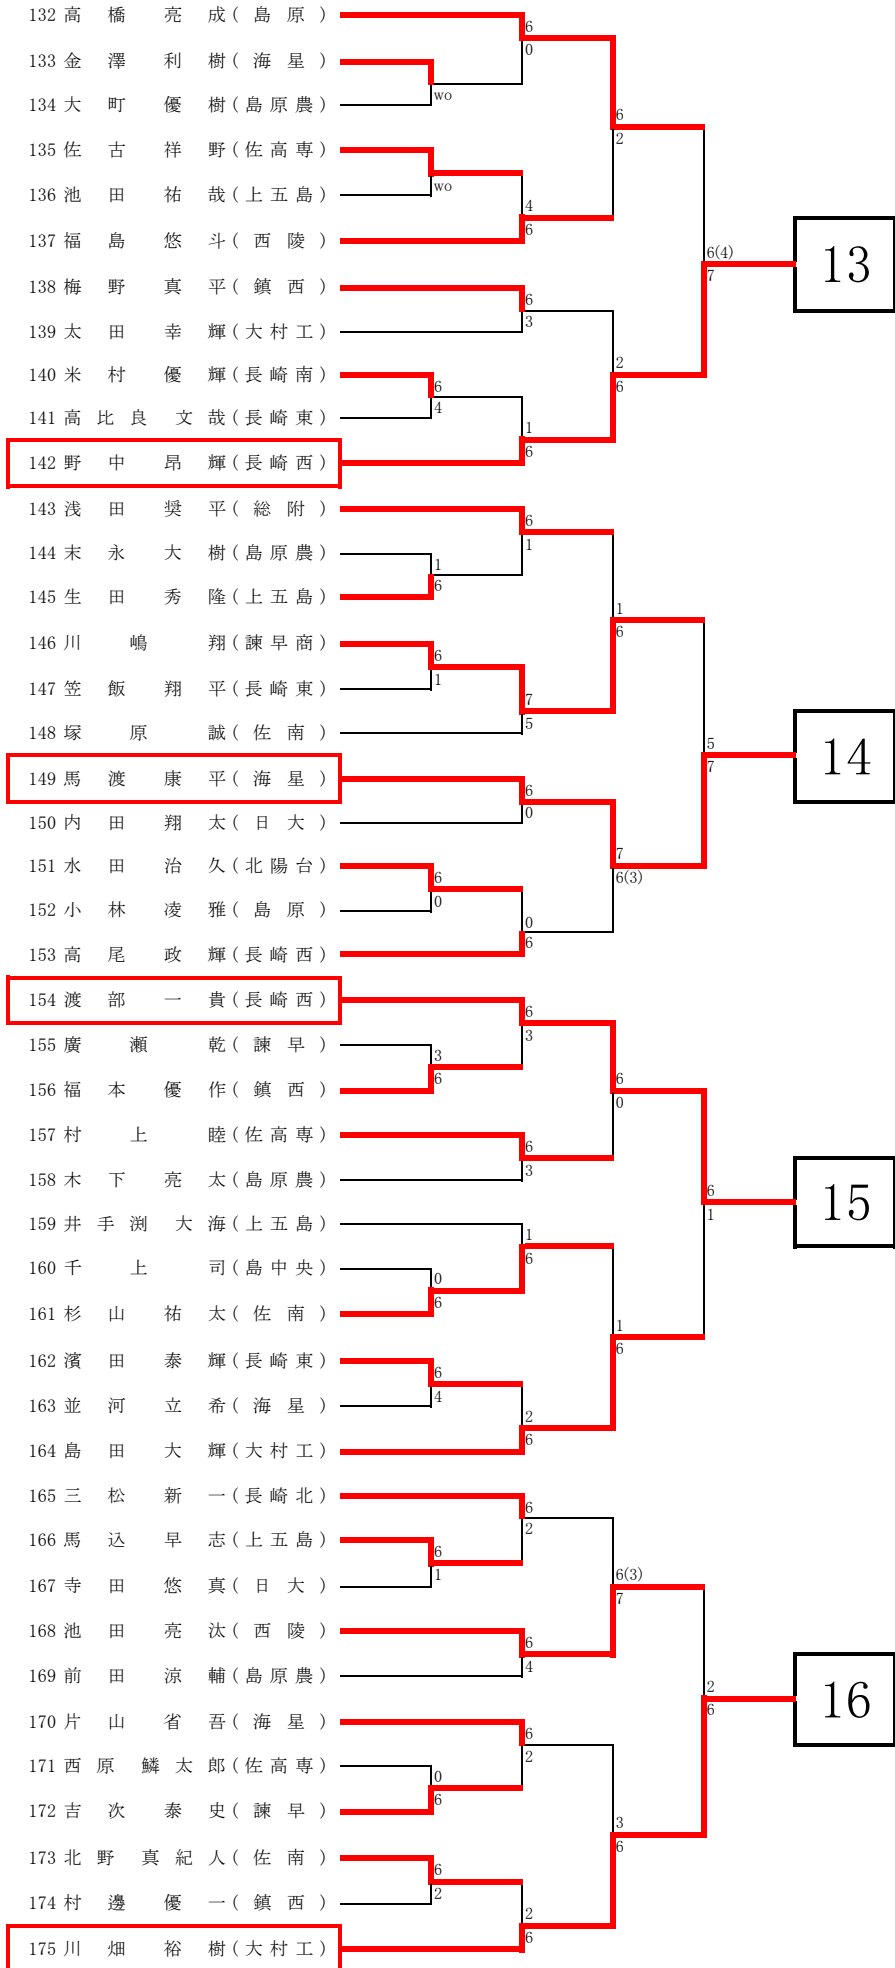 132 高橋亮成(島原)
6
0
133 金澤利樹(海星)
wo
134 大町優樹(島原農)
6
2
135 佐古祥野(佐高専)
wo
136 池田祐哉(上五島)
4
6
137 福島悠斗(西陵)
6(4)
7
13
138 梅野真平(鎮西)
6
3
139 太田幸輝(大村工)
2
6
140 米村優輝(長崎南)
6
4
141 高比良文哉(長崎東)
1
6
142 野中昂輝(長崎西)
143 浅田奨平(総附)
6
1
144 末永大樹(島原農)
1
6
145 生田秀隆(上五島)
1
6
146 川嶋翔(諫早商)
6
1
147 笠飯翔平(長崎東)
7
5
148 塚原誠(佐南)
5
7
14
149 馬渡康平(海星)
6
0
150 内田翔太(日大)
7
6(3)
151 水田治久(北陽台)
6
0
152 小林凌雅(島原)
0
6
153 高尾政輝(長崎西)
154 渡部一貴(長崎西)
6
3
155 廣瀬乾(諫早)
3
6
156 福本優作(鎮西)
6
0
157 村上睦(佐高専)
6
3
158 木下亮太(島原農)
6
1
15
159 井手渕大海(上五島)
1
6
160 千上司(島中央)
0
6
161 杉山祐太(佐南)
1
6
162 濱田泰輝(長崎東)
6
4
163 並河立希(海星)
2
6
164 島田大輝(大村工)
165 三松新一(長崎北)
6
2
166 馬込早志(上五島)
6
1
167 寺田悠真(日大)
6(3)
7
168 池田亮汰(西陵)
6
4
169 前田涼輔(島原農)
2
6
16
170 片山省吾(海星)
6
2
171 西原鱗太郎(佐高専)
0
6
172 吉次泰史(諫早)
3
6
173 北野真紀人(佐南)
6
2
174 村邊優一(鎮西)
2
6
175 川畑裕樹(大村工)